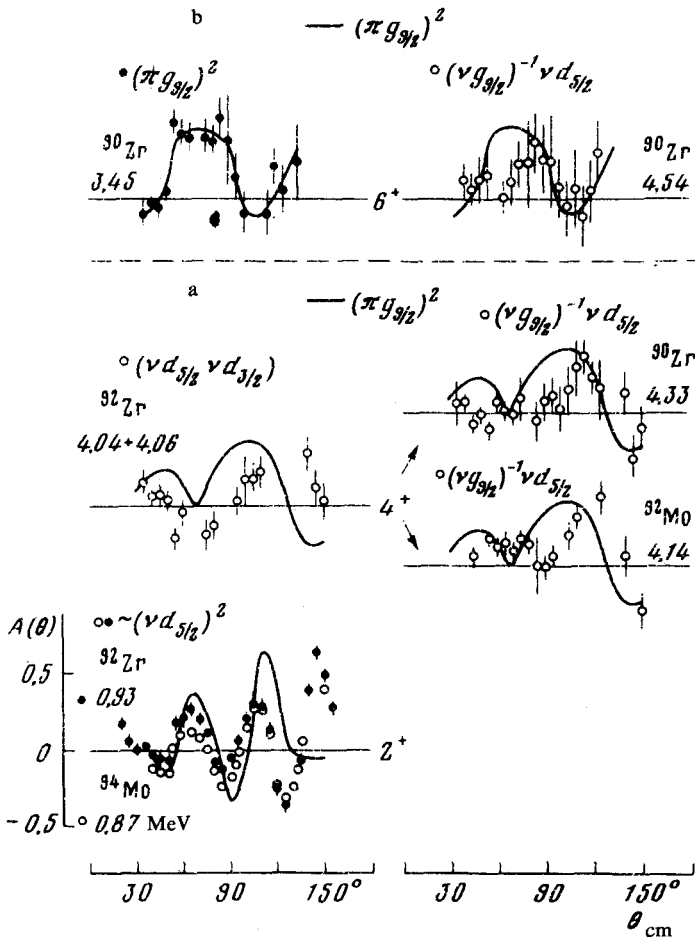 b
— (πg₉/₂)²
● (πg₉/₂)²
○ (νg₉/₂)⁻¹ νd₅/₂
⁹⁰Zr
3,45
6⁺
⁹⁰Zr
4,54
a
— (πg₉/₂)²
○ (νg₉/₂)⁻¹ νd₅/₂
○ (νd₅/₂ νd₃/₂)
⁹²Zr
4,04+4,06
⁹⁰Zr
4,33
4⁺
○ (νg₉/₂)⁻¹ νd₅/₂
⁹²Mo
4,14
A(θ)
○● ~(νd₅/₂)²
0,5
⁹²Zr
● 0,93
0
2⁺
⁹⁴Mo
-0,5
○ 0,87 MeV
30 90 150°
30 90 150°
θ cm